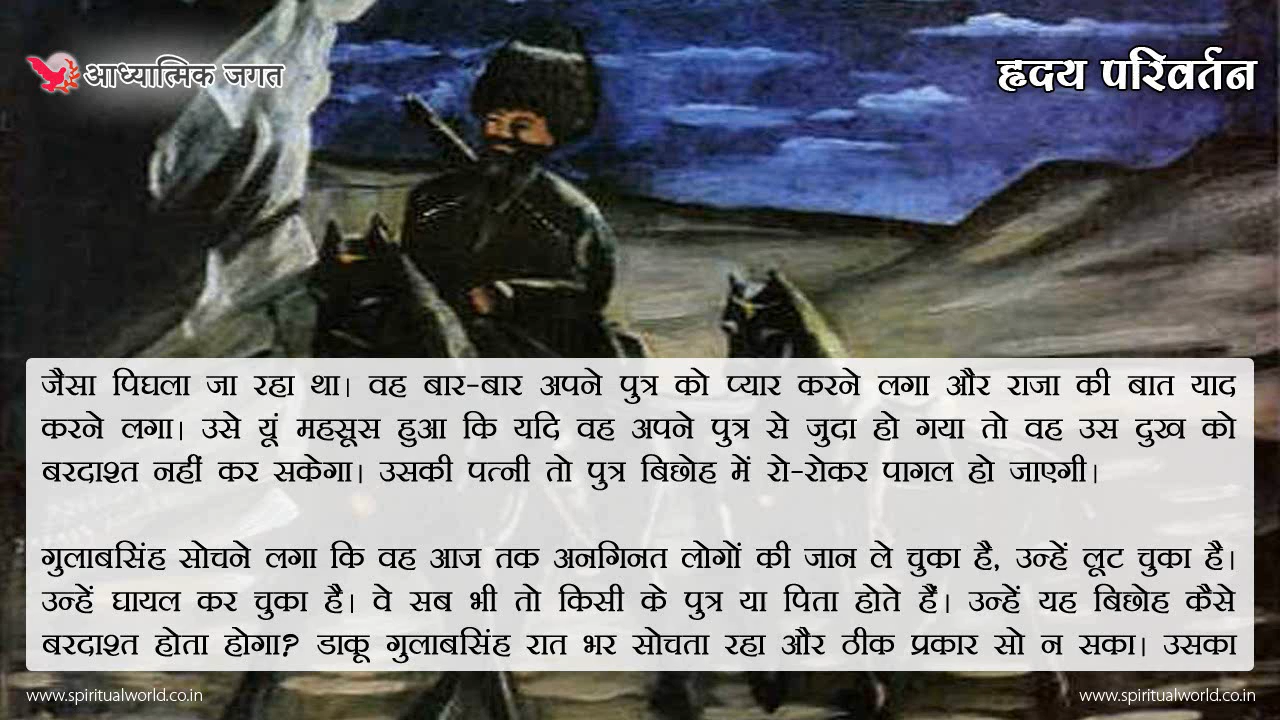 आध्यात्मिक जगत
ह्रदय परिवर्तन
जैसा पिघला जा रहा था। वह बार-बार अपने पुत्र को प्यार करने लगा और राजा की बात याद
करने लगा। उसे यूं महसूस हुआ कि यदि वह अपने पुत्र से जुदा हो गया तो वह उस दुख को
बरदाश्त नहीं कर सकेगा। उसकी पत्नी तो पुत्र बिछोह में रो-रोकर पागल हो जाएगी।
गुलाबसिंह सोचने लगा कि वह आज तक अनगिनत लोगों की जान ले चुका है, उन्हें लूट चुका है।
उन्हें घायल कर चुका है। वे सब भी तो किसी के पुत्र या पिता होते हैं। उन्हें यह बिछोह कैसे
बरदाश्त होता होगा? डाकू गुलाबसिंह रात भर सोचता रहा और ठीक प्रकार सो न सका। उसका
www.spiritualworld.co.in
www.spiritualworld.co.in